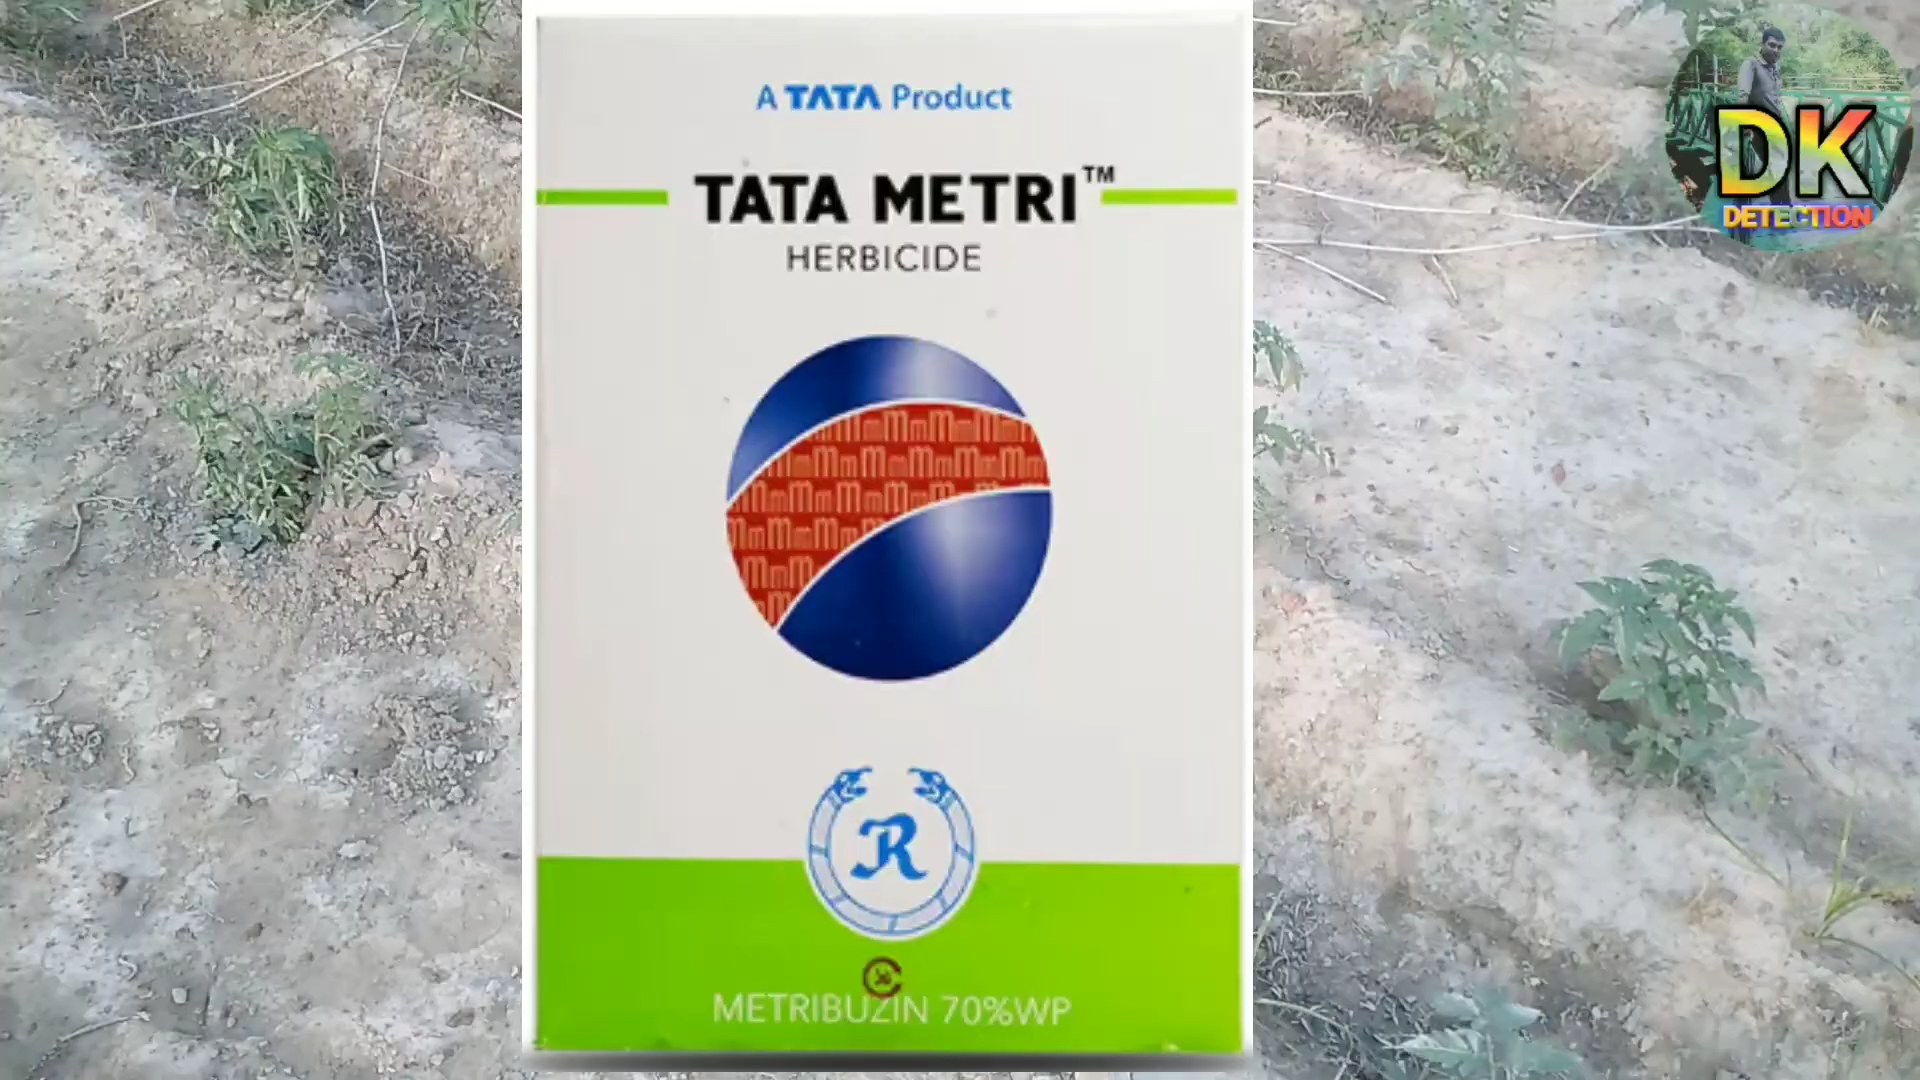 A TATA Product
TATA METRI™
HERBICIDE
R
METRIBUZIN 70%WP
DK
DETECTION